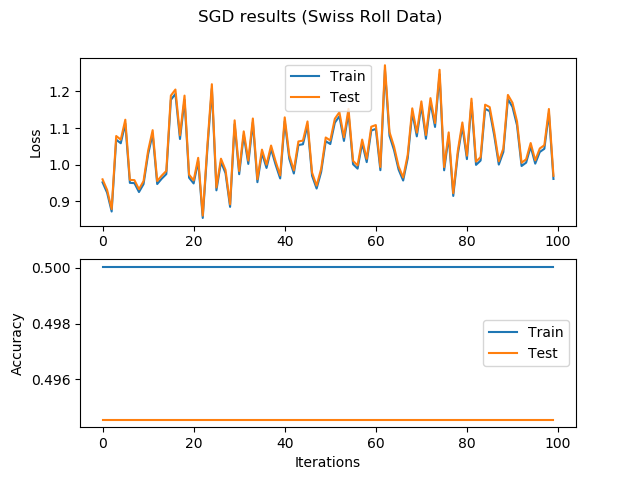 SGD results (Swiss Roll Data)
1.2
1.1
1.0
0.9
Loss
Train
Test
0 20 40 60 80 100
0.500
0.498
0.496
Accuracy
Train
Test
0 20 40 60 80 100
Iterations